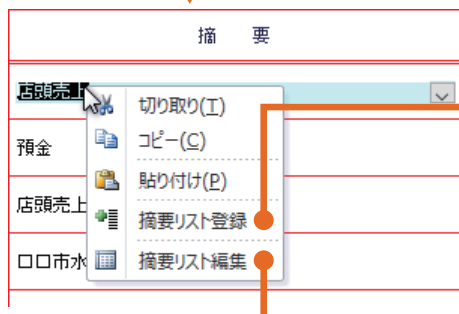 摘　要
店頭売上
切り取り(T)
預金
コピー(C)
貼り付け(P)
店頭売上
摘要リスト登録
口口市水
摘要リスト編集